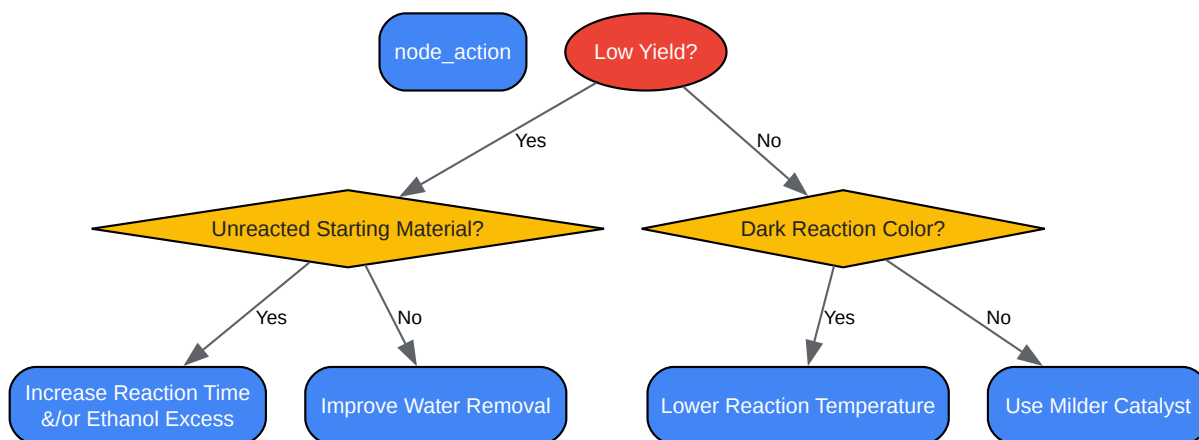 node_action
Low Yield?
Yes
No
Unreacted Starting Material?
Dark Reaction Color?
Yes
No
Yes
No
Increase Reaction Time
&/or Ethanol Excess
Improve Water Removal
Lower Reaction Temperature
Use Milder Catalyst